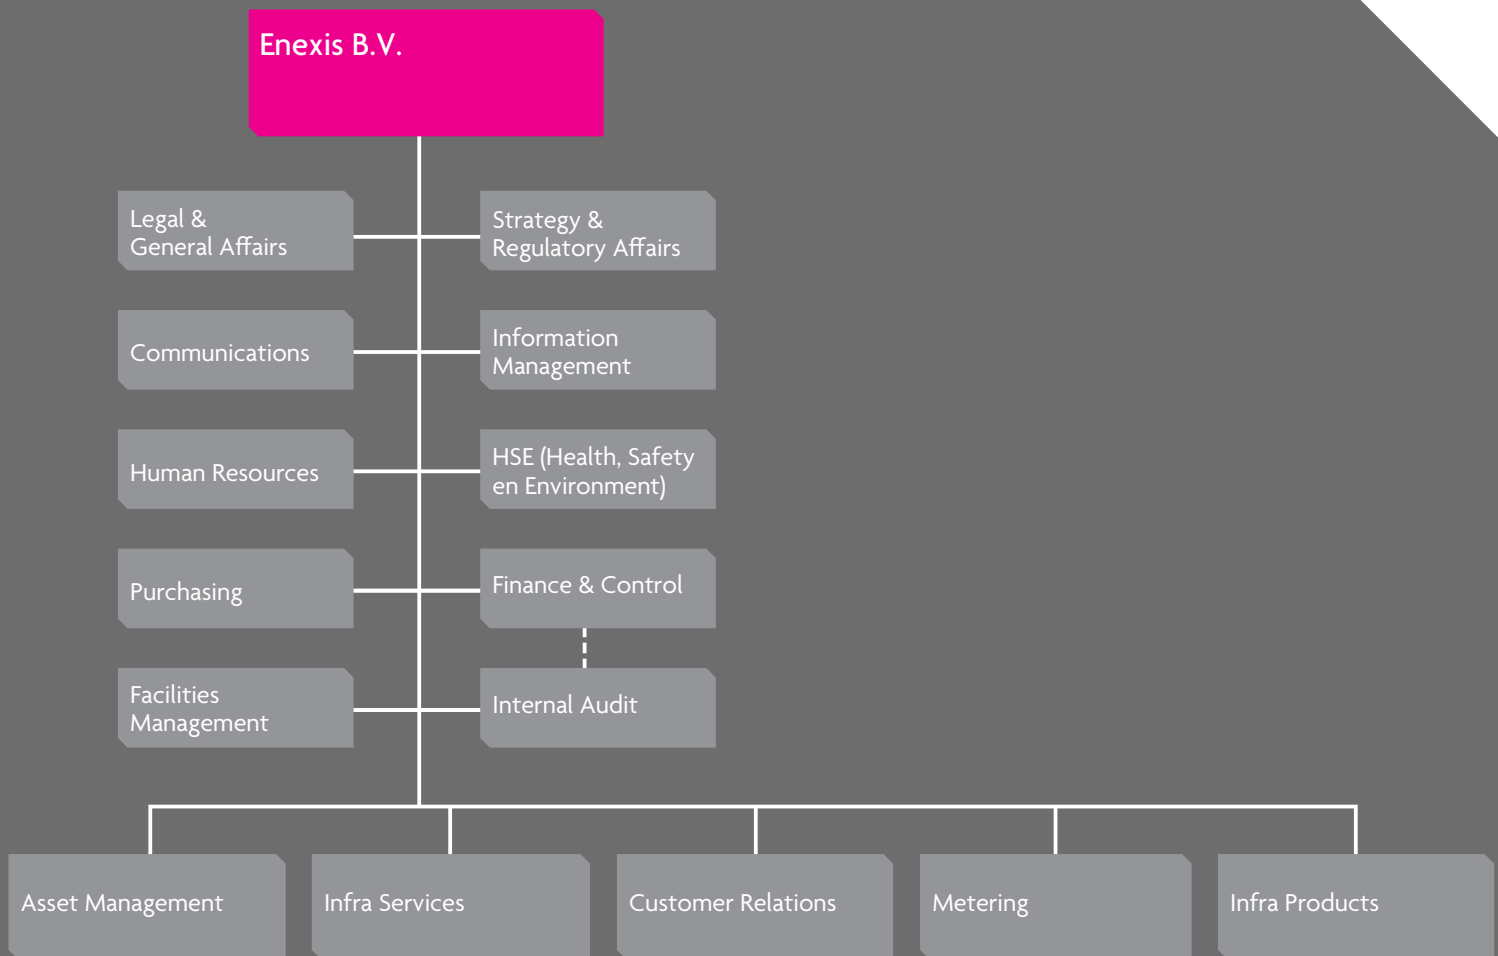 Enexis B.V.
Legal &
General Affairs
Strategy &
Regulatory Affairs
Communications
Information
Management
Human Resources
HSE (Health, Safety
en Environment)
Purchasing
Finance & Control
Facilities
Management
Internal Audit
Asset Management
Infra Services
Customer Relations
Metering
Infra Products